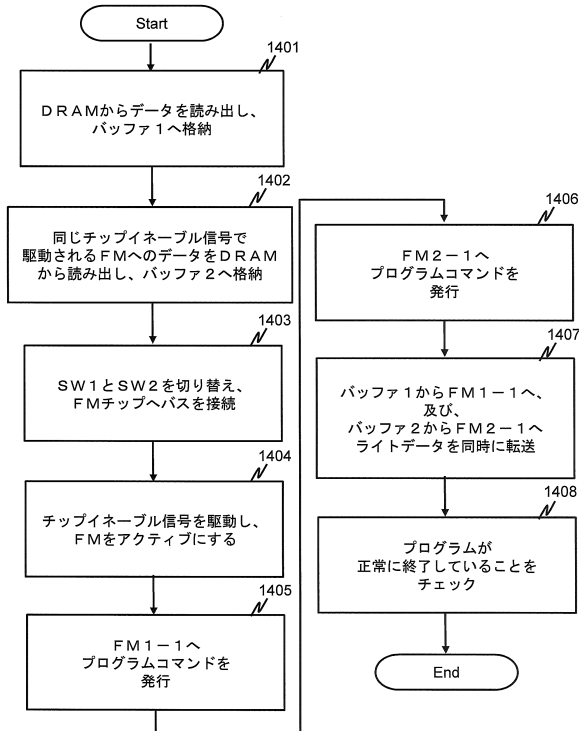 Start
1401
ＤＲＡＭからデータを読み出し、
バッファ１へ格納
1402
同じチップイネーブル信号で
駆動されるＦＭへのデータをＤＲＡＭ
から読み出し、バッファ２へ格納
1403
ＳＷ１とＳＷ２を切り替え、
ＦＭチップへバスを接続
1404
チップイネーブル信号を駆動し、
ＦＭをアクティブにする
1405
ＦＭ１－１へ
プログラムコマンドを
発行
1406
ＦＭ２－１へ
プログラムコマンドを
発行
1407
バッファ１からＦＭ１－１へ、
及び、
バッファ２からＦＭ２－１へ
ライトデータを同時に転送
1408
プログラムが
正常に終了していることを
チェック
End